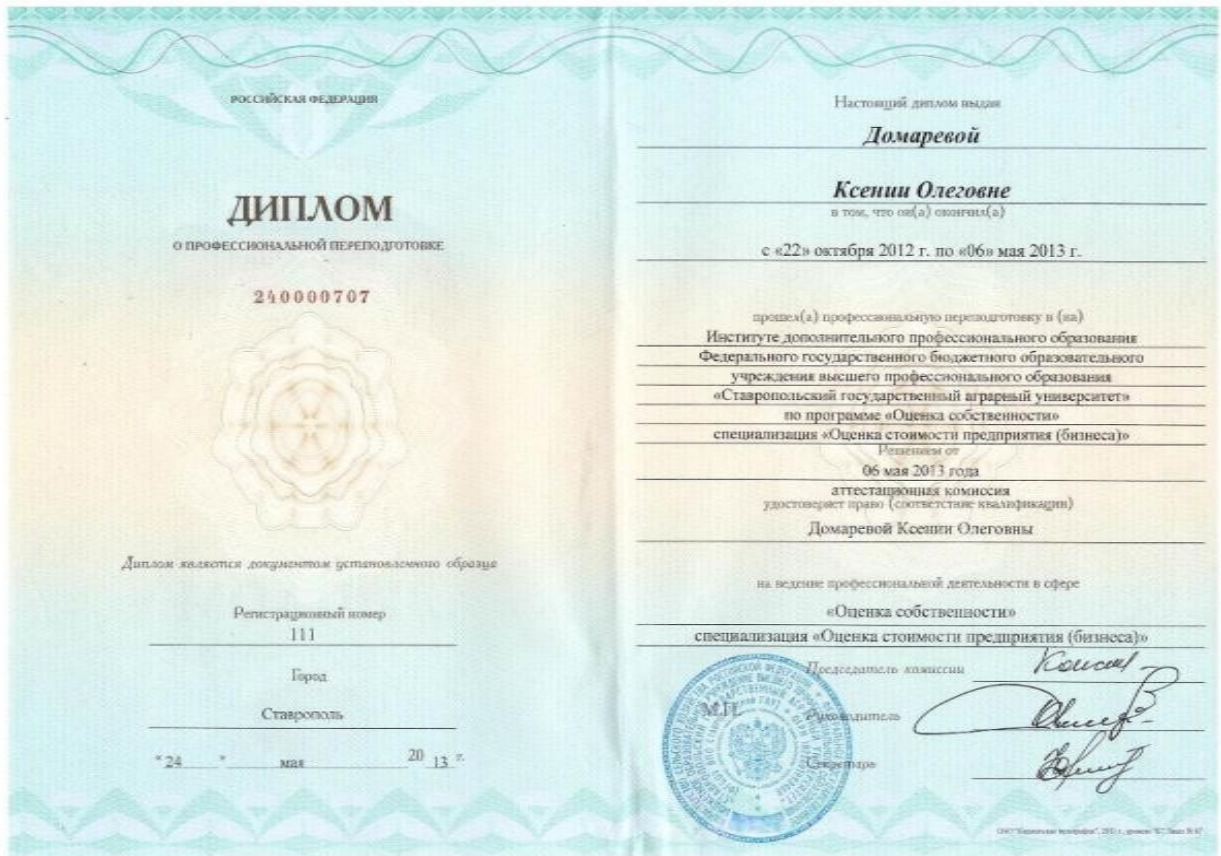 РОССИЙСКАЯ ФЕДЕРАЦИЯ
ДИПЛОМ
О ПРОФЕССИОНАЛЬНОЙ ПЕРЕПОДГОТОВКЕ
240000707
Диплом является документом установленного образца
Регистрационный номер
111
Город
Ставрополь
" 24 " мая 20 13 г.
Настоящий диплом выдан
Домаревой
Ксении Олеговне
в том, что он(а) окончил(а)
с «22» октября 2012 г. по «06» мая 2013 г.
прошел(а) профессиональную переподготовку в (на)
Институте дополнительного профессионального образования
Федерального государственного бюджетного образовательного
учреждения высшего профессионального образования
«Ставропольский государственный аграрный университет»
по программе «Оценка собственности»
специализация «Оценка стоимости предприятия (бизнеса)»
Решением от
06 мая 2013 года
аттестационная комиссия
удостоверяет право (соответствие квалификации)
Домаревой Ксении Олеговны
на ведение профессиональной деятельности в сфере
«Оценка собственности»
специализация «Оценка стоимости предприятия (бизнеса)»
Председатель комиссии
М.П.
Руководитель
Секретарь